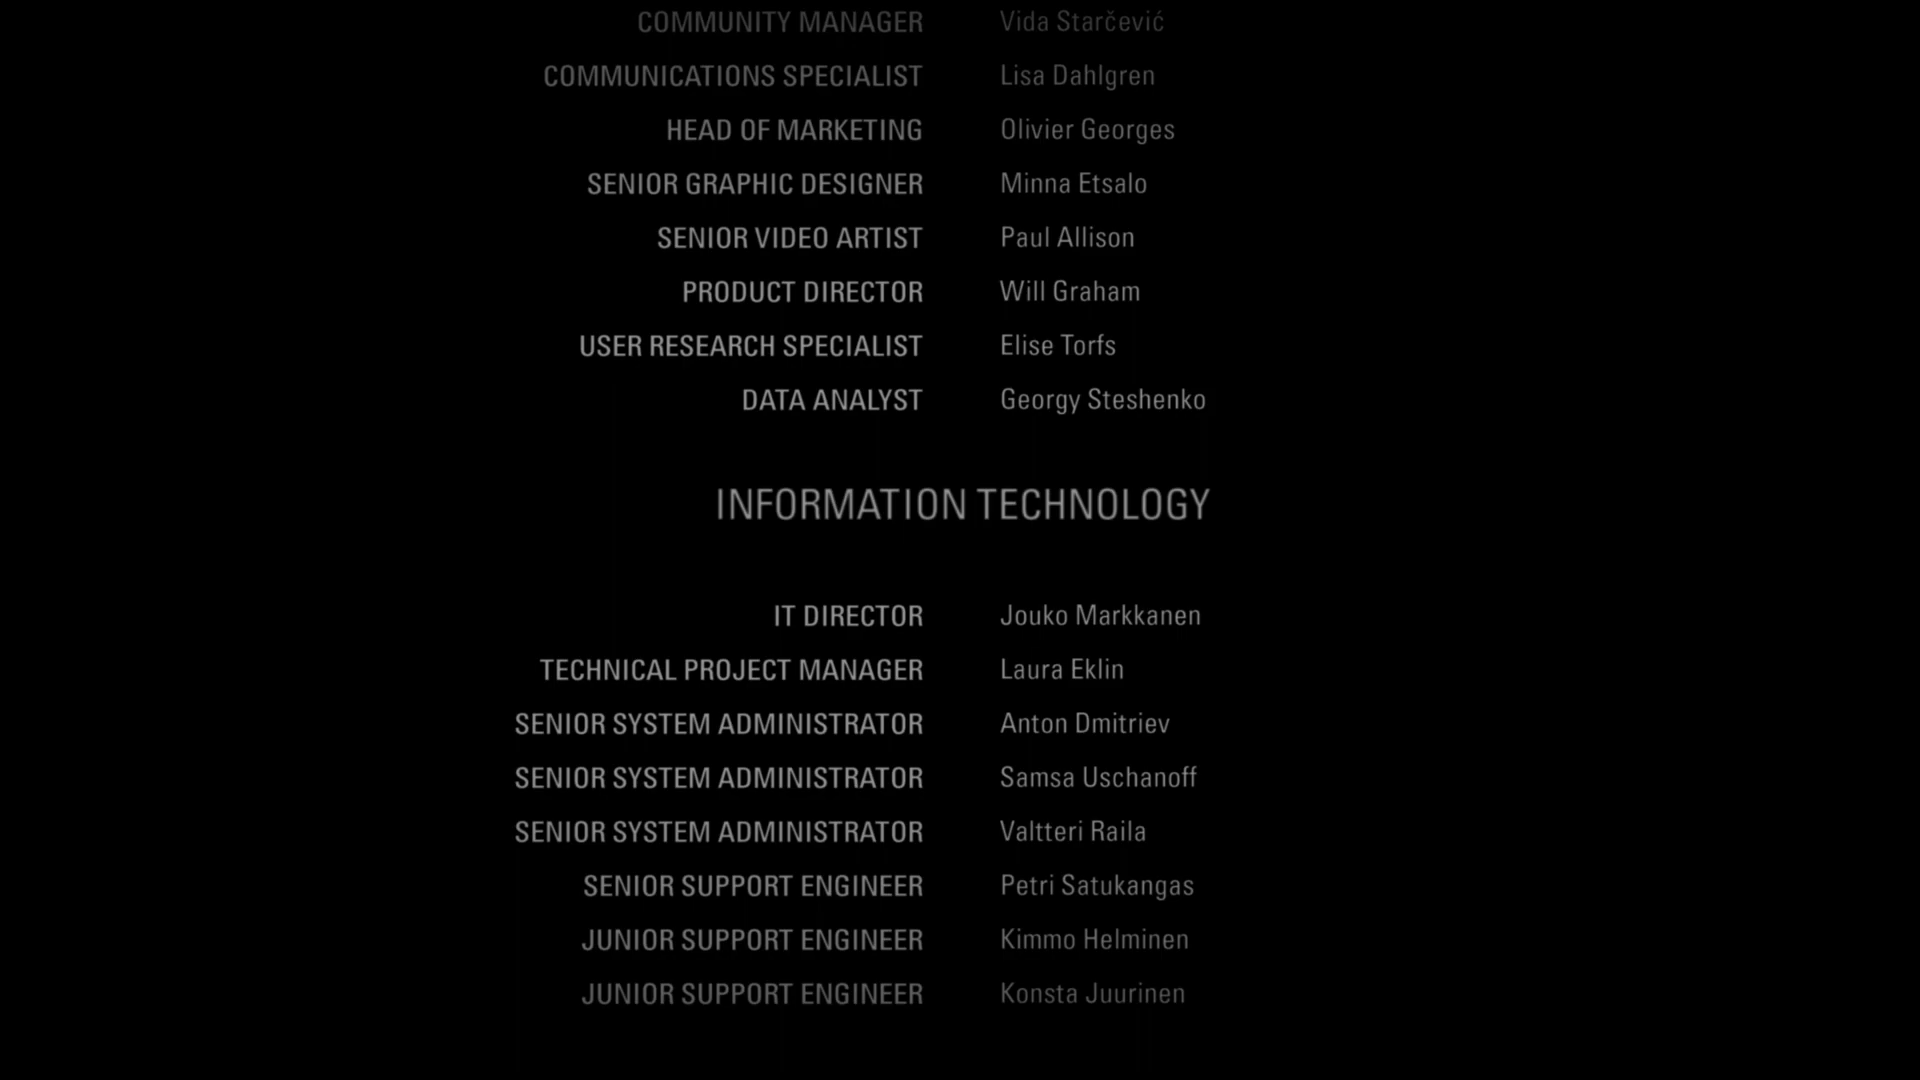 COMMUNITY MANAGER Vida Starčević
COMMUNICATIONS SPECIALIST Lisa Dahlgren
HEAD OF MARKETING Olivier Georges
SENIOR GRAPHIC DESIGNER Minna Etsalo
SENIOR VIDEO ARTIST Paul Allison
PRODUCT DIRECTOR Will Graham
USER RESEARCH SPECIALIST Elise Torfs
DATA ANALYST Georgy Steshenko
INFORMATION TECHNOLOGY
IT DIRECTOR Jouko Markkanen
TECHNICAL PROJECT MANAGER Laura Eklin
SENIOR SYSTEM ADMINISTRATOR Anton Dmitriev
SENIOR SYSTEM ADMINISTRATOR Samsa Uschanoff
SENIOR SYSTEM ADMINISTRATOR Valtteri Raila
SENIOR SUPPORT ENGINEER Petri Satukangas
JUNIOR SUPPORT ENGINEER Kimmo Helminen
JUNIOR SUPPORT ENGINEER Konsta Juurinen